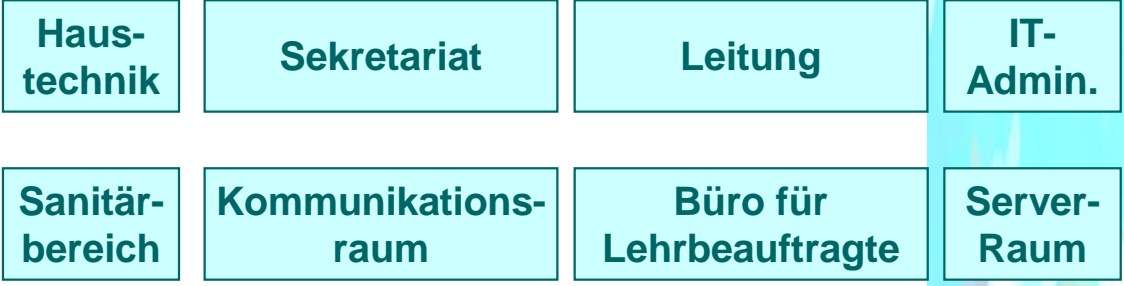 Haus-
technik
Sekretariat
Leitung
IT-
Admin.
Sanitär-
bereich
Kommunikations-
raum
Büro für
Lehrbeauftragte
Server-
Raum